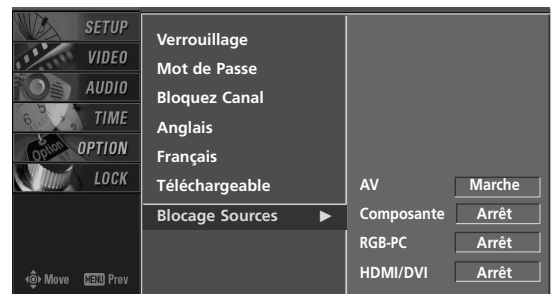 SETUP
VIDEO
AUDIO
TIME
OPTION
LOCK
Move MENU Prev
Verrouillage
Mot de Passe
Bloquez Canal
Anglais
Français
Téléchargeable
Blocage Sources ►
AV Marche
Composante Arrêt
RGB-PC Arrêt
HDMI/DVI Arrêt